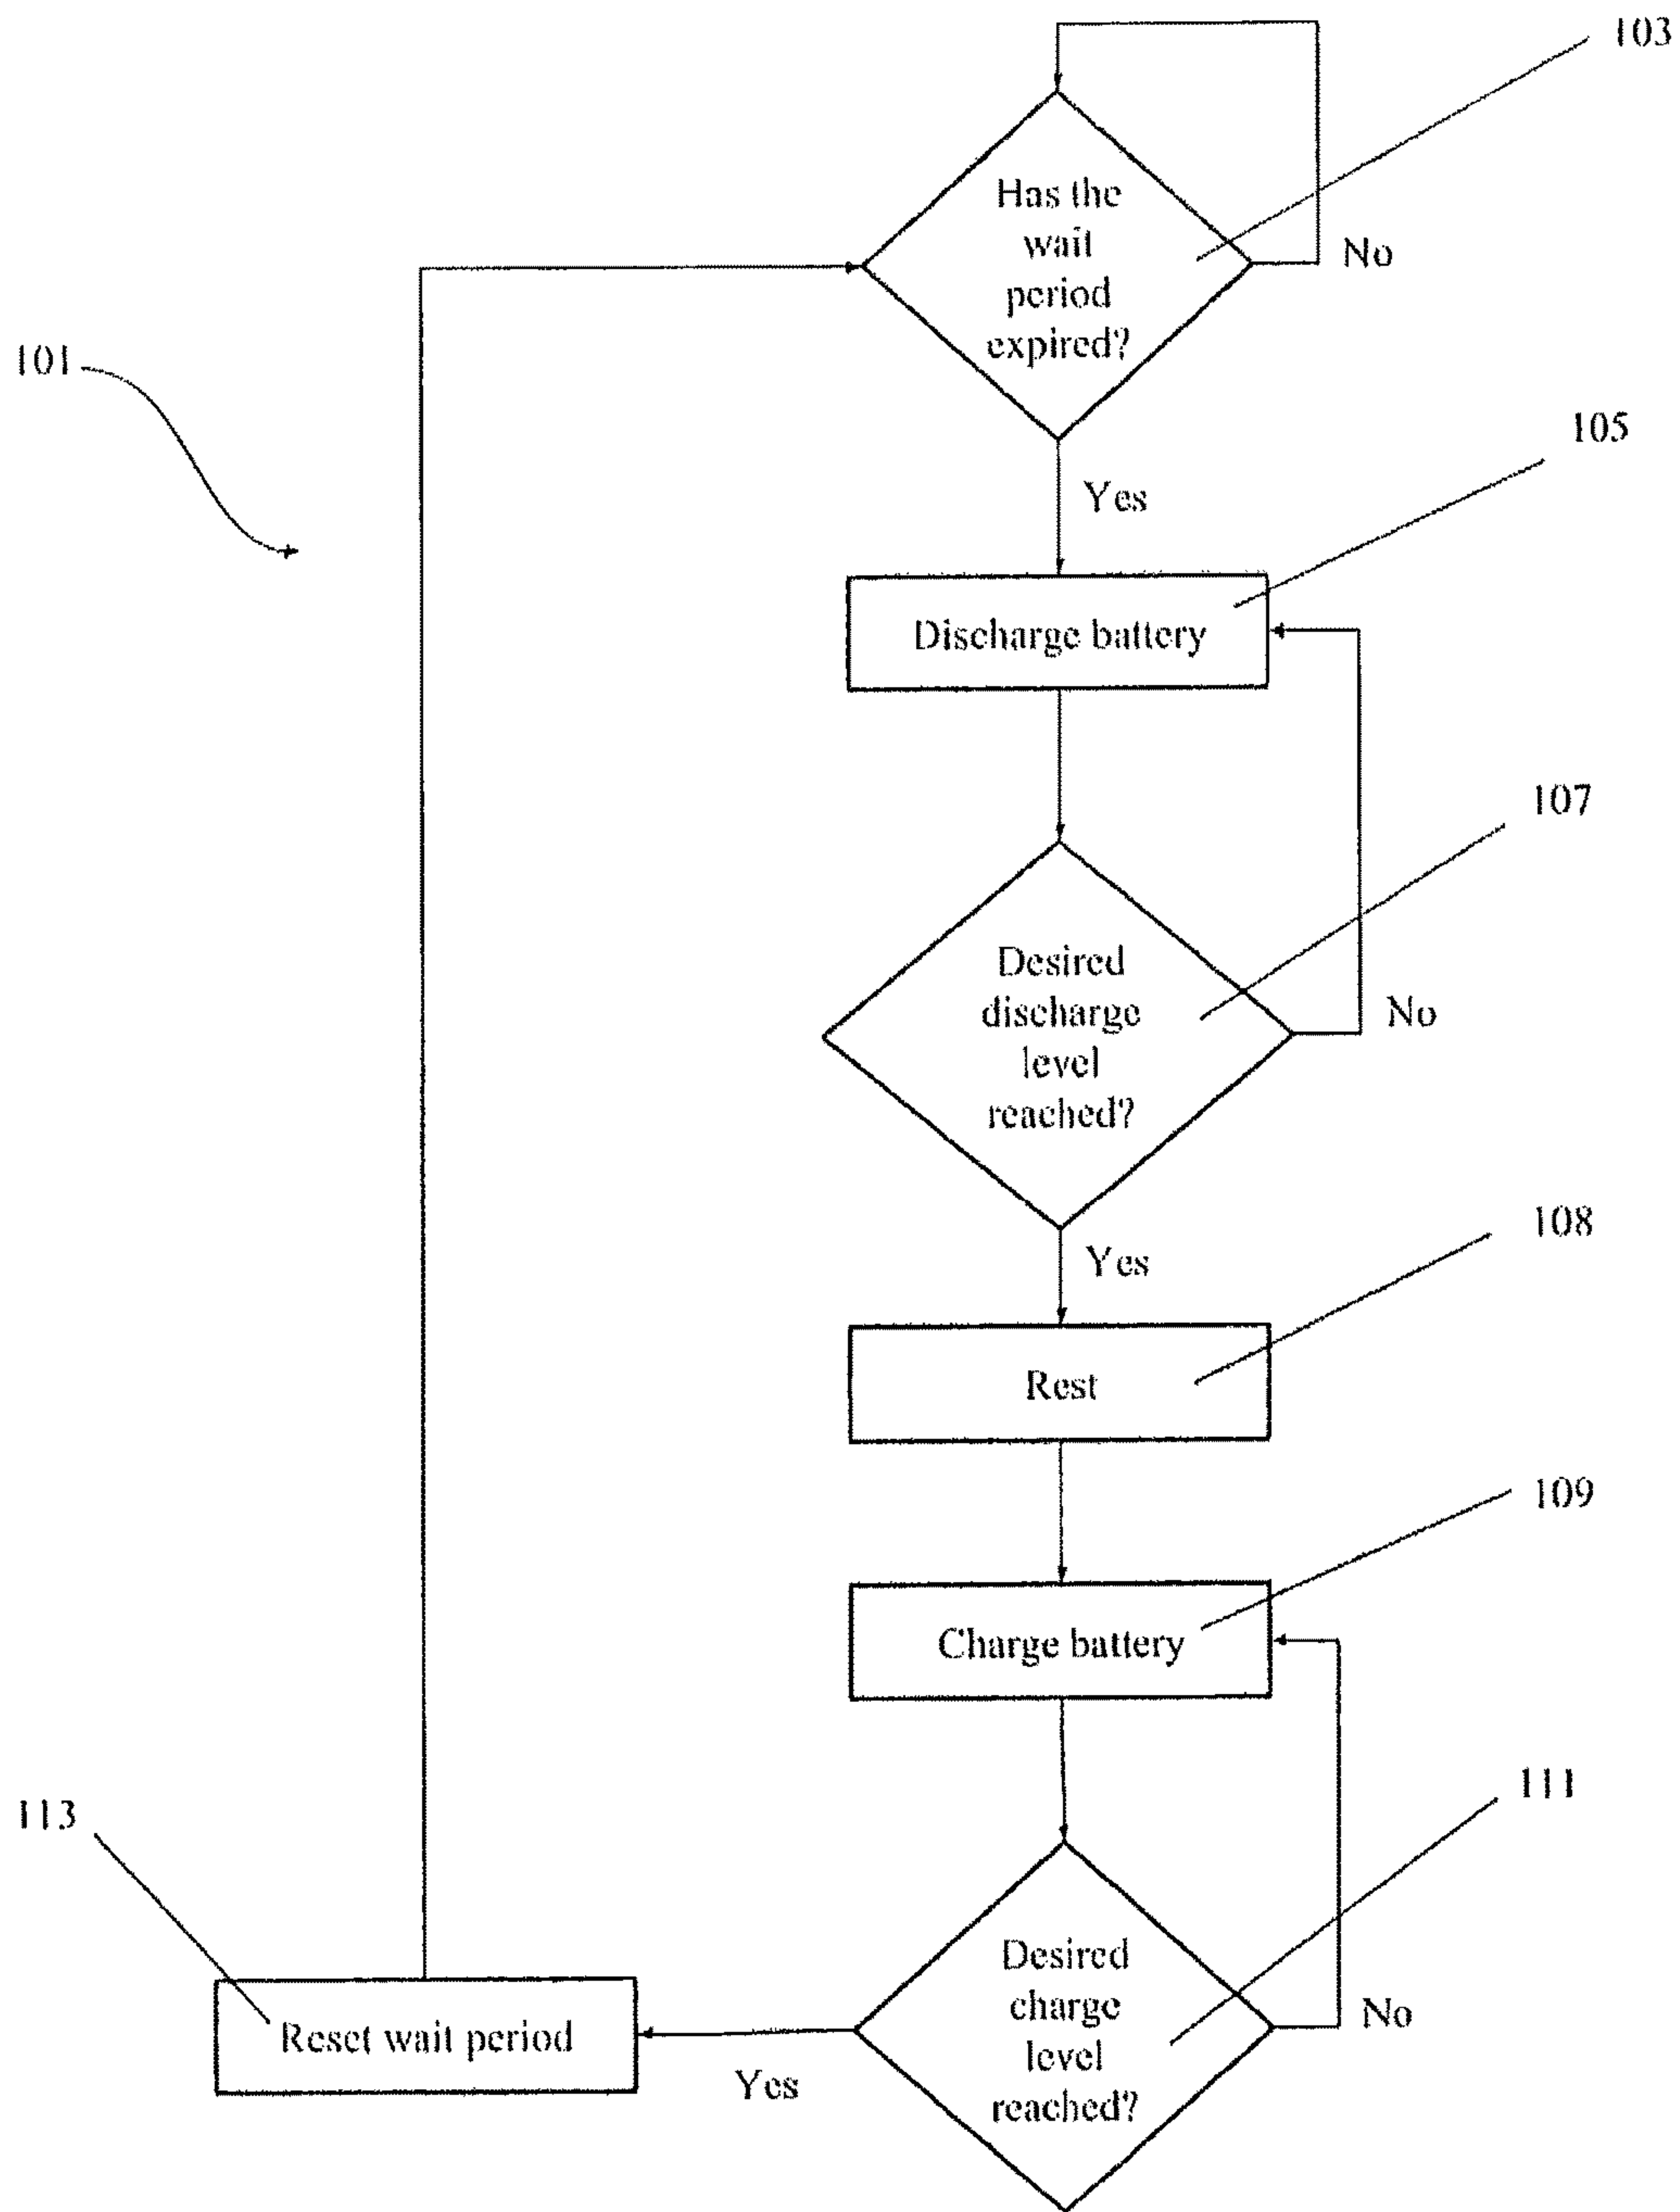 103
Has the
wait
period
expired?
No
101
105
Yes
Discharge battery
107
Desired
discharge
level
reached?
No
108
Yes
Rest
109
Charge battery
111
113
Desired
charge
level
reached?
No
Reset wait period
Yes